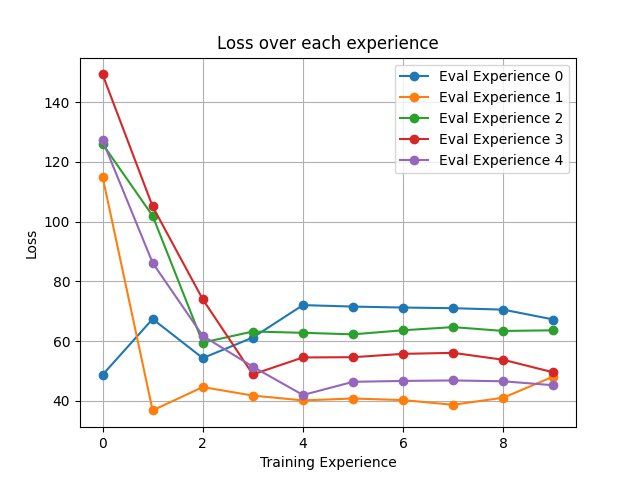 Loss over each experience
Eval Experience 0
Eval Experience 1
Eval Experience 2
Eval Experience 3
Eval Experience 4
Loss
140
120
100
80
60
40
0 2 4 6 8
Training Experience